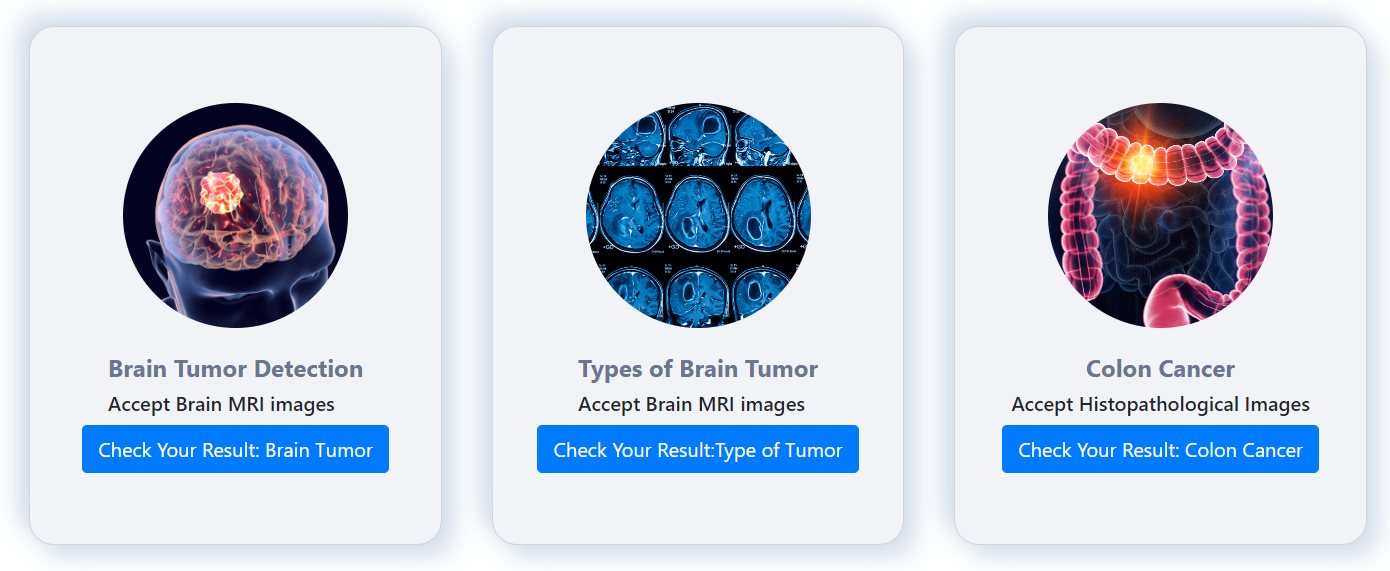 Brain Tumor Detection
Accept Brain MRI images
Check Your Result: Brain Tumor
Types of Brain Tumor
Accept Brain MRI images
Check Your Result:Type of Tumor
Colon Cancer
Accept Histopathological Images
Check Your Result: Colon Cancer